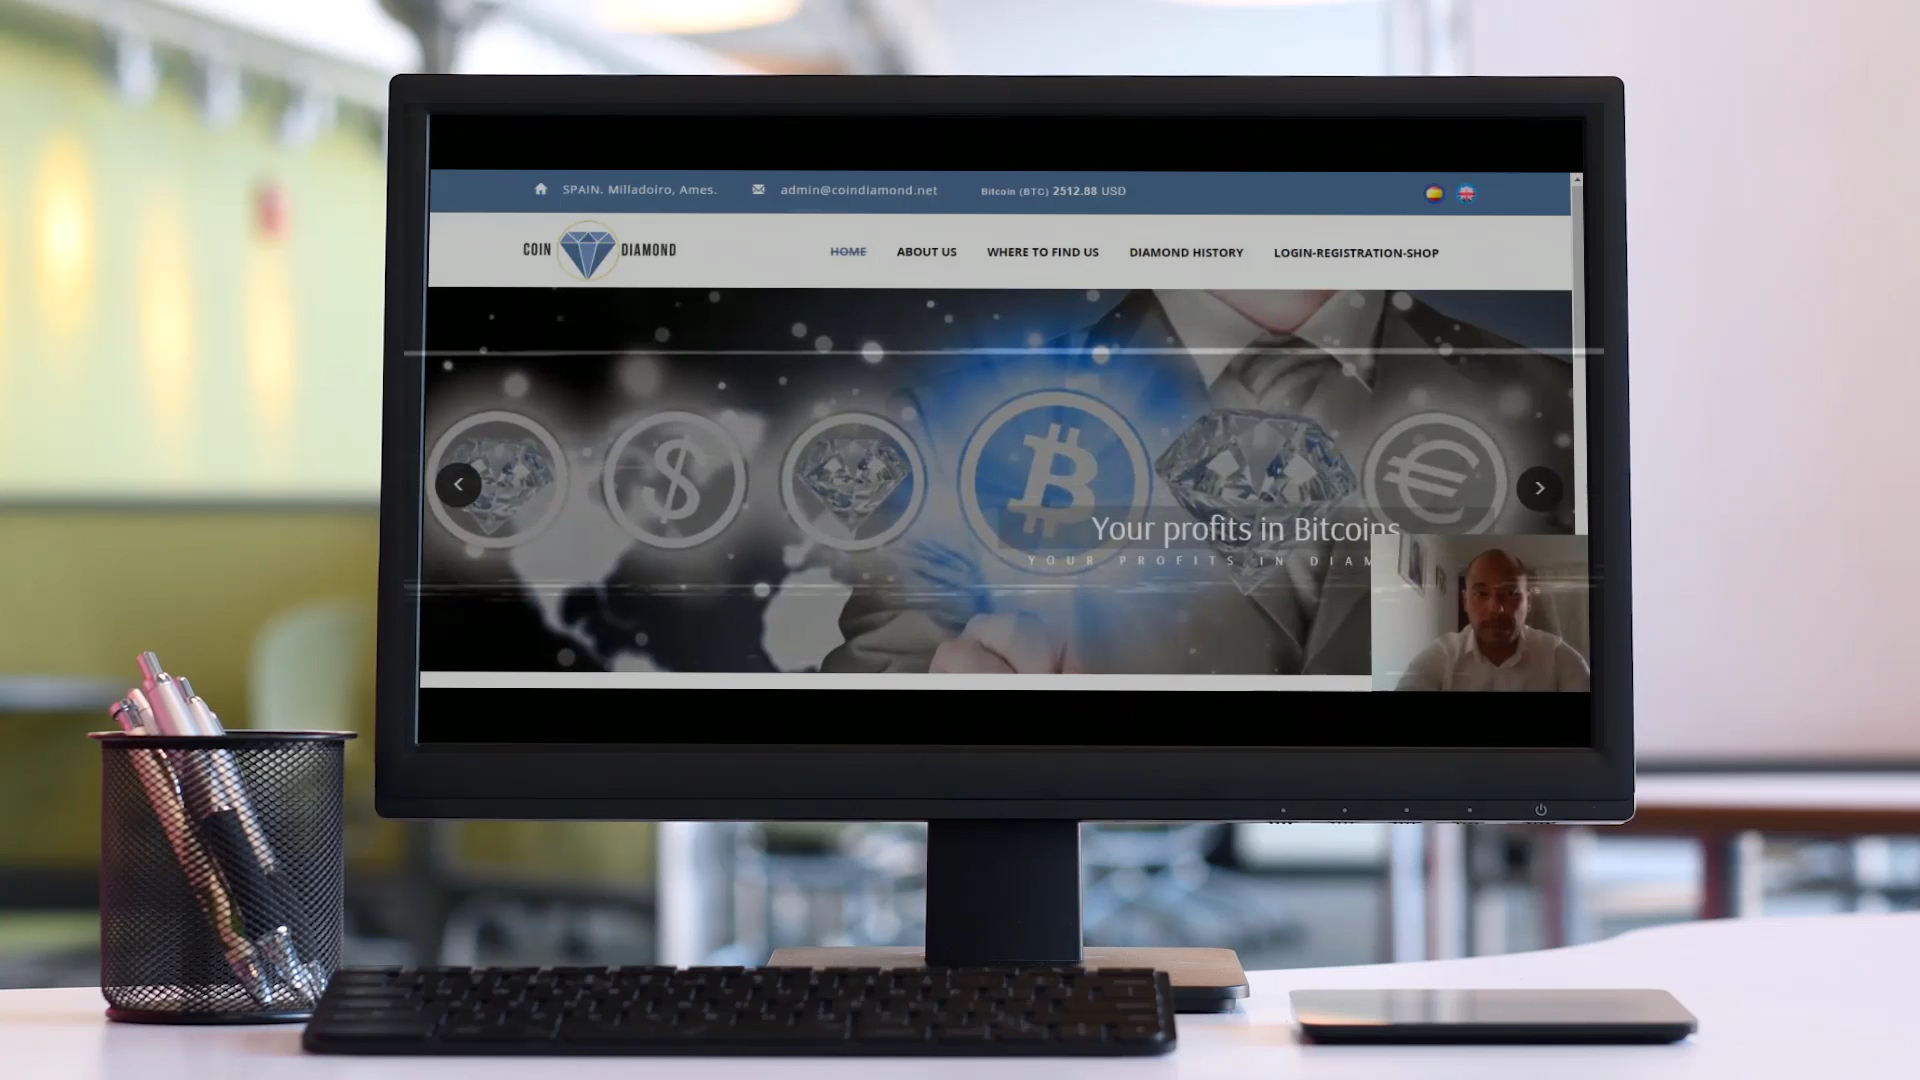 SPAIN. Milladoiro, Ames.
admin@coindiamond.net
Bitcoin (BTC) 2512.88 USD
COIN DIAMOND
HOME
ABOUT US
WHERE TO FIND US
DIAMOND HISTORY
LOGIN-REGISTRATION-SHOP
Your profits in Bitcoins
YOUR PROFITS IN DIAM